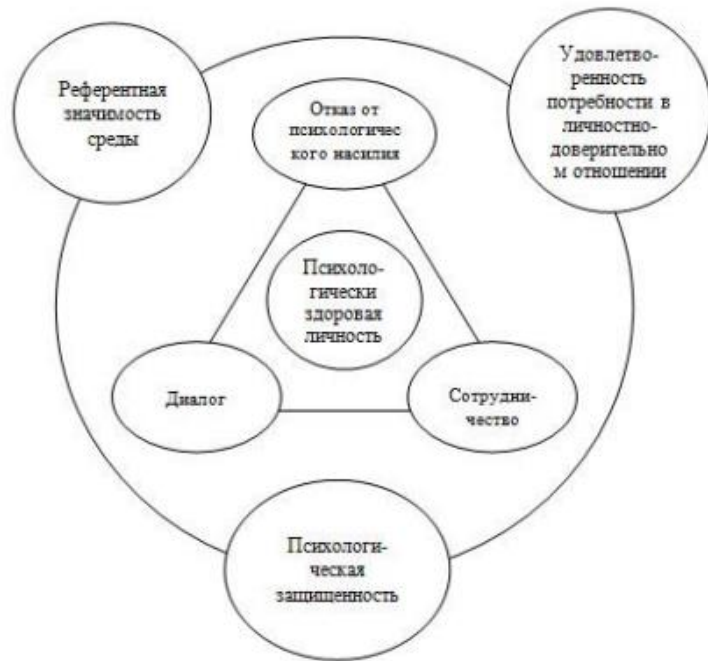 Референтная
значимость
среды
Удовлетво-
ренность
потребности в
личностно-
доверительно
м отношении
Отказ от
психологичес
кого насилия
Психоло-
гически
здоровая
личность
Диалог
Сотрудни-
чество
Психологи-
ческая
защищенность